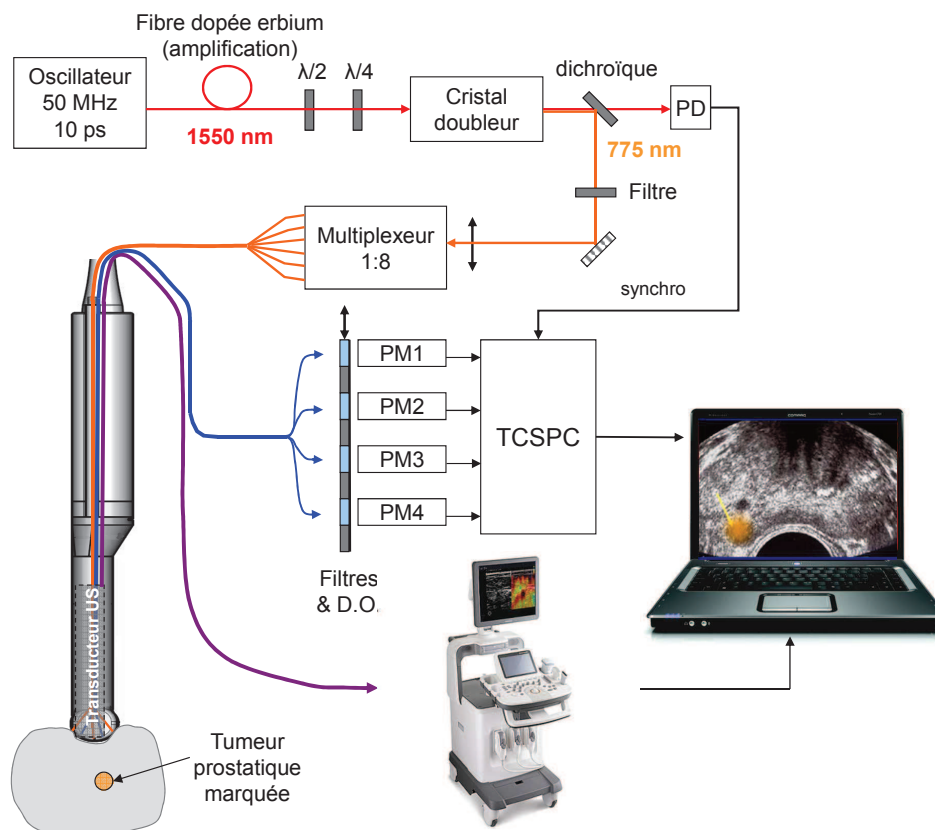 Fibre dopée erbium
(amplification)
Oscillateur
50 MHz
10 ps
λ/2
λ/4
1550 nm
Cristal
doubleur
dichroïque
PD
775 nm
Filtre
Multiplexeur
1:8
synchro
PM1
PM2
PM3
PM4
TCSPC
Filtres
& D.O.
Transducteur US
Tumeur
prostatique
marquée